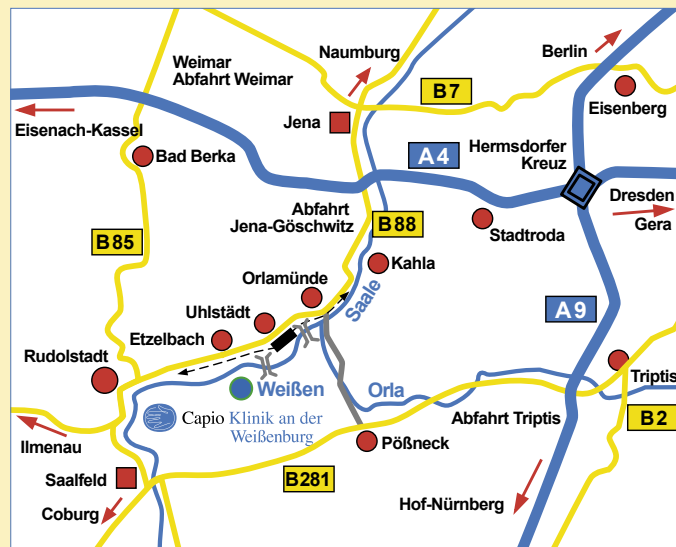 Berlin
Naumburg
Weimar
Abfahrt Weimar
B7
Eisenberg
Eisenach-Kassel
Jena
Hermsdorfer
Kreuz
A4
Bad Berka
Dresden
Gera
Abfahrt
Jena-Göschwitz
B88
Stadtroda
B85
Kahla
Orlamünde
Saale
A9
Uhlstädt
Etzelbach
Rudolstadt
Triptis
Weißen
Orla
Capio Klinik an der
Weißenburg
Abfahrt Triptis
B2
Ilmenau
Pößneck
Saalfeld
B281
Coburg
Hof-Nürnberg